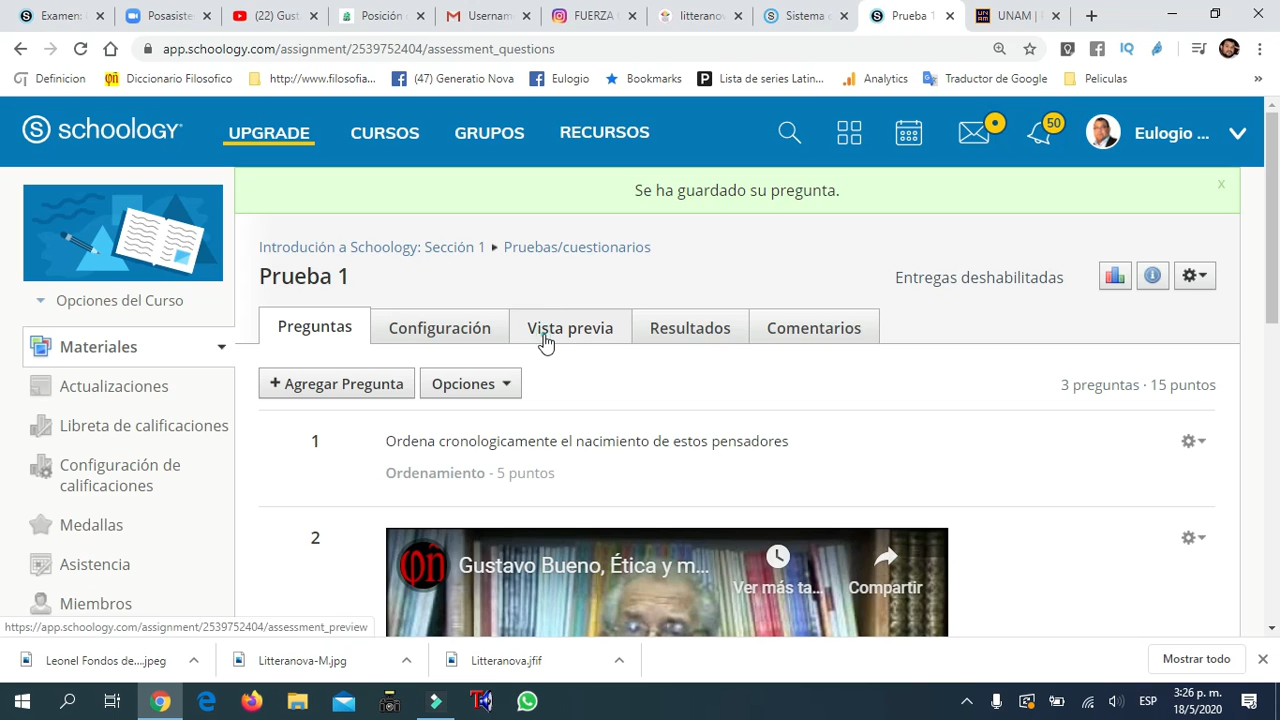 Examen:
Posasiste
(22) Gust
Posición
Usernam
FUERZA
litteranov
Sistema
Prueba 1
UNAM |
app.schoology.com/assignment/2539752404/assessment_questions
Definicion
Diccionario Filosofico
http://www.filosofia...
(47) Generatio Nova
Eulogio
Bookmarks
Lista de series Latin...
Analytics
Traductor de Google
Películas
»
schoology
UPGRADE
CURSOS
GRUPOS
RECURSOS
50
Eulogio ...
Se ha guardado su pregunta.
x
Introdución a Schoology: Sección 1 ▸ Pruebas/cuestionarios
Prueba 1
Entregas deshabilitadas
Opciones del Curso
Materiales
Actualizaciones
Libreta de calificaciones
Configuración de
calificaciones
Medallas
Asistencia
Miembros
Preguntas
Configuración
Vista previa
Resultados
Comentarios
+ Agregar Pregunta
Opciones
3 preguntas · 15 puntos
1
Ordena cronologicamente el nacimiento de estos pensadores
Ordenamiento - 5 puntos
2
Gustavo Bueno, Ética y m...
Ver más ta...
Compartir
https://app.schoology.com/assignment/2539752404/assessment_preview
Leonel Fondos de....jpeg
Litteranova-M.jpg
Litteranova.jfif
Mostrar todo
ESP
3:26 p. m.
18/5/2020